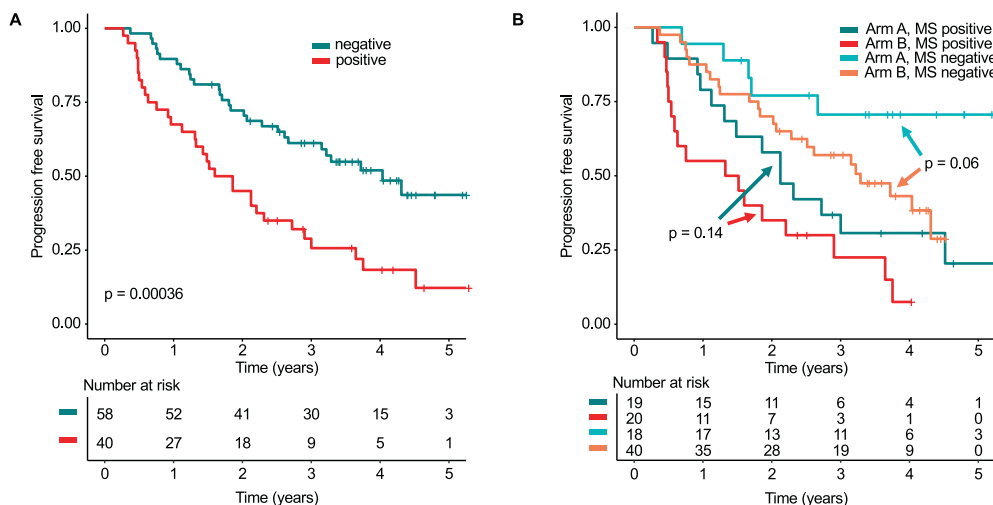 A
1.00
0.75
0.50
0.25
0.00
Progression free survival
negative
positive
p = 0.00036
0 1 2 3 4 5
Time (years)
Number at risk
58 52 41 30 15 3
40 27 18 9 5 1
0 1 2 3 4 5
Time (years)
B
1.00
0.75
0.50
0.25
0.00
Progression free survival
Arm A, MS positive
Arm B, MS positive
Arm A, MS negative
Arm B, MS negative
p = 0.06
p = 0.14
0 1 2 3 4 5
Time (years)
Number at risk
19 15 11 6 4 1
20 11 7 3 1 0
18 17 13 11 6 3
40 35 28 19 9 0
0 1 2 3 4 5
Time (years)